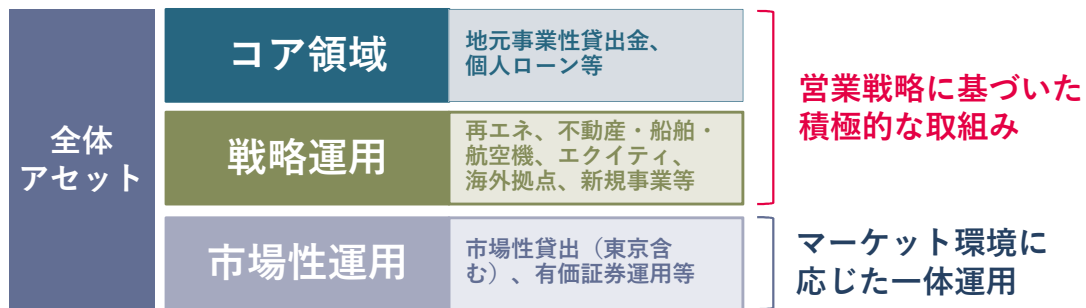 全体
アセット
コア領域
地元事業性貸出金、
個人ローン等
戦略運用
再エネ、不動産・船舶・
航空機、エクイティ、
海外拠点、新規事業等
営業戦略に基づいた
積極的な取組み
市場性運用
市場性貸出（東京含
む）、有価証券運用等
マーケット環境に
応じた一体運用